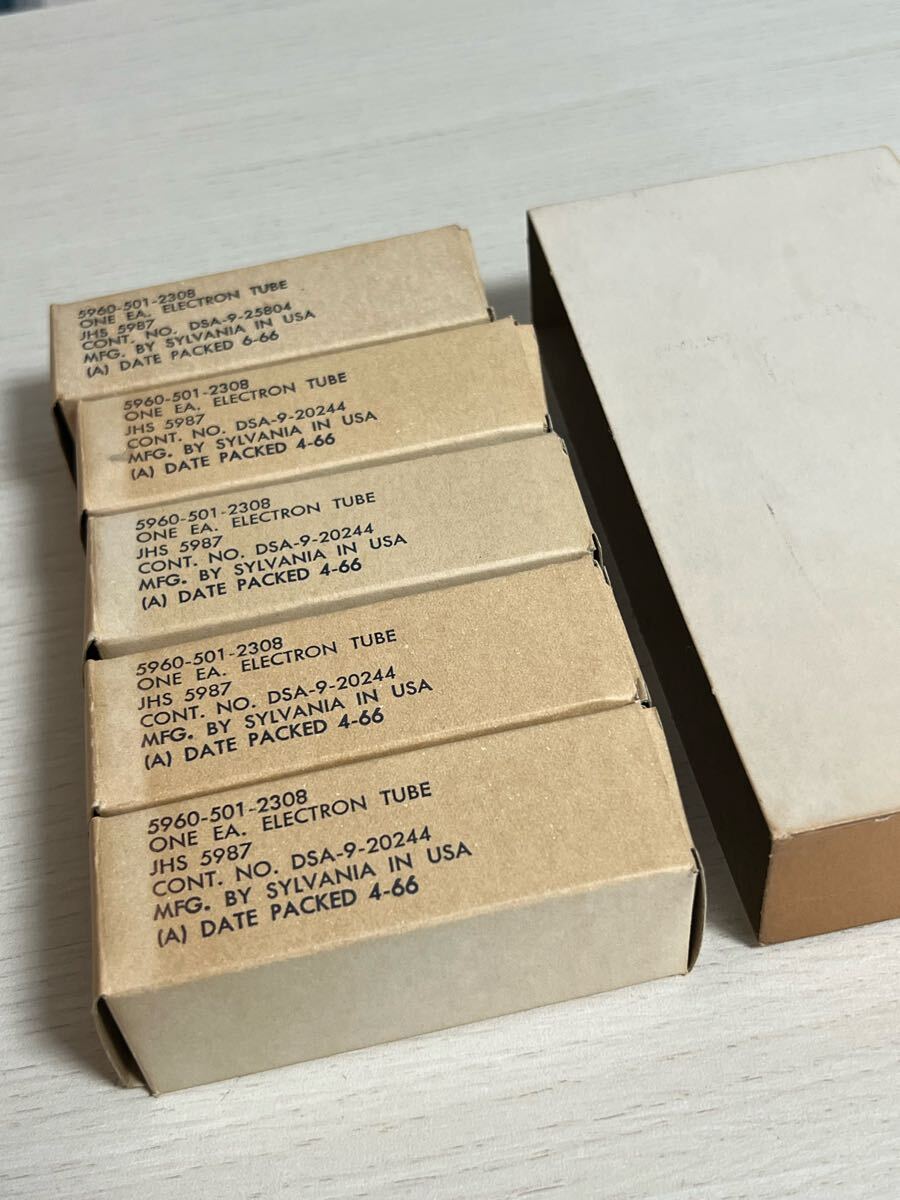 5960-501-2308
ONE EA. ELECTRON TUBE
JHS 5987
CONT. NO. DSA-9-25804
MFG. BY SYLVANIA IN USA
(A) DATE PACKED 6-66
5960-501-2308
ONE EA. ELECTRON TUBE
JHS 5987
CONT. NO. DSA-9-20244
MFG. BY SYLVANIA IN USA
(A) DATE PACKED 4-66
5960-501-2308
ONE EA. ELECTRON TUBE
JHS 5987
CONT. NO. DSA-9-20244
MFG. BY SYLVANIA IN USA
(A) DATE PACKED 4-66
5960-501-2308
ONE EA. ELECTRON TUBE
JHS 5987
CONT. NO. DSA-9-20244
MFG. BY SYLVANIA IN USA
(A) DATE PACKED 4-66
5960-501-2308
ONE EA. ELECTRON TUBE
JHS 5987
CONT. NO. DSA-9-20244
MFG. BY SYLVANIA IN USA
(A) DATE PACKED 4-66